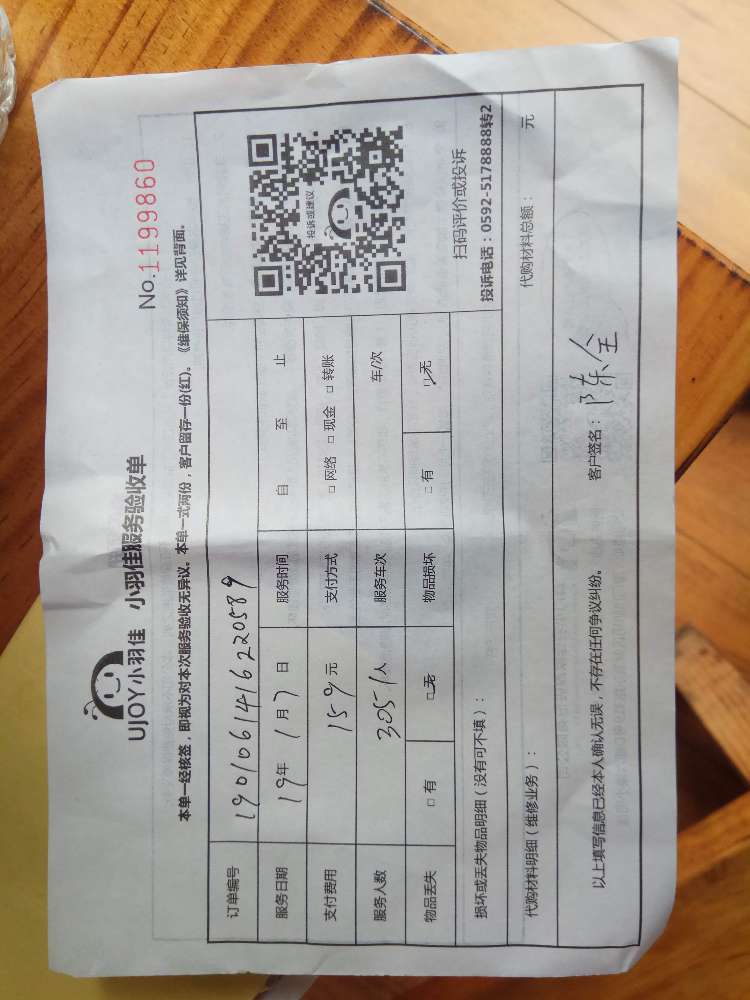 UJOY小羽佳 小羽佳服务验收单
No.1199860
本单一经核签，即视为对本次服务验收无异议。本单一式两份，客户留存一份(红)。《维保须知》详见背面。
订单编号 1901061416220589
服务日期 19年 1月 7日 服务时间 自 至 止
支付费用 159元 支付方式 □网络 □现金 □转账
服务人数 3051人 服务车次 车/次
物品丢失 □有 □无 物品损坏 □有 □无
投诉或建议
扫码评价或投诉
投诉电话：0592-5178888转2
损坏或丢失物品明细（没有可不填）：
代购材料明细（维修业务）： 代购材料总额： 元
以上填写信息已经本人确认无误，不存在任何争议纠纷。 客户签名：陈全